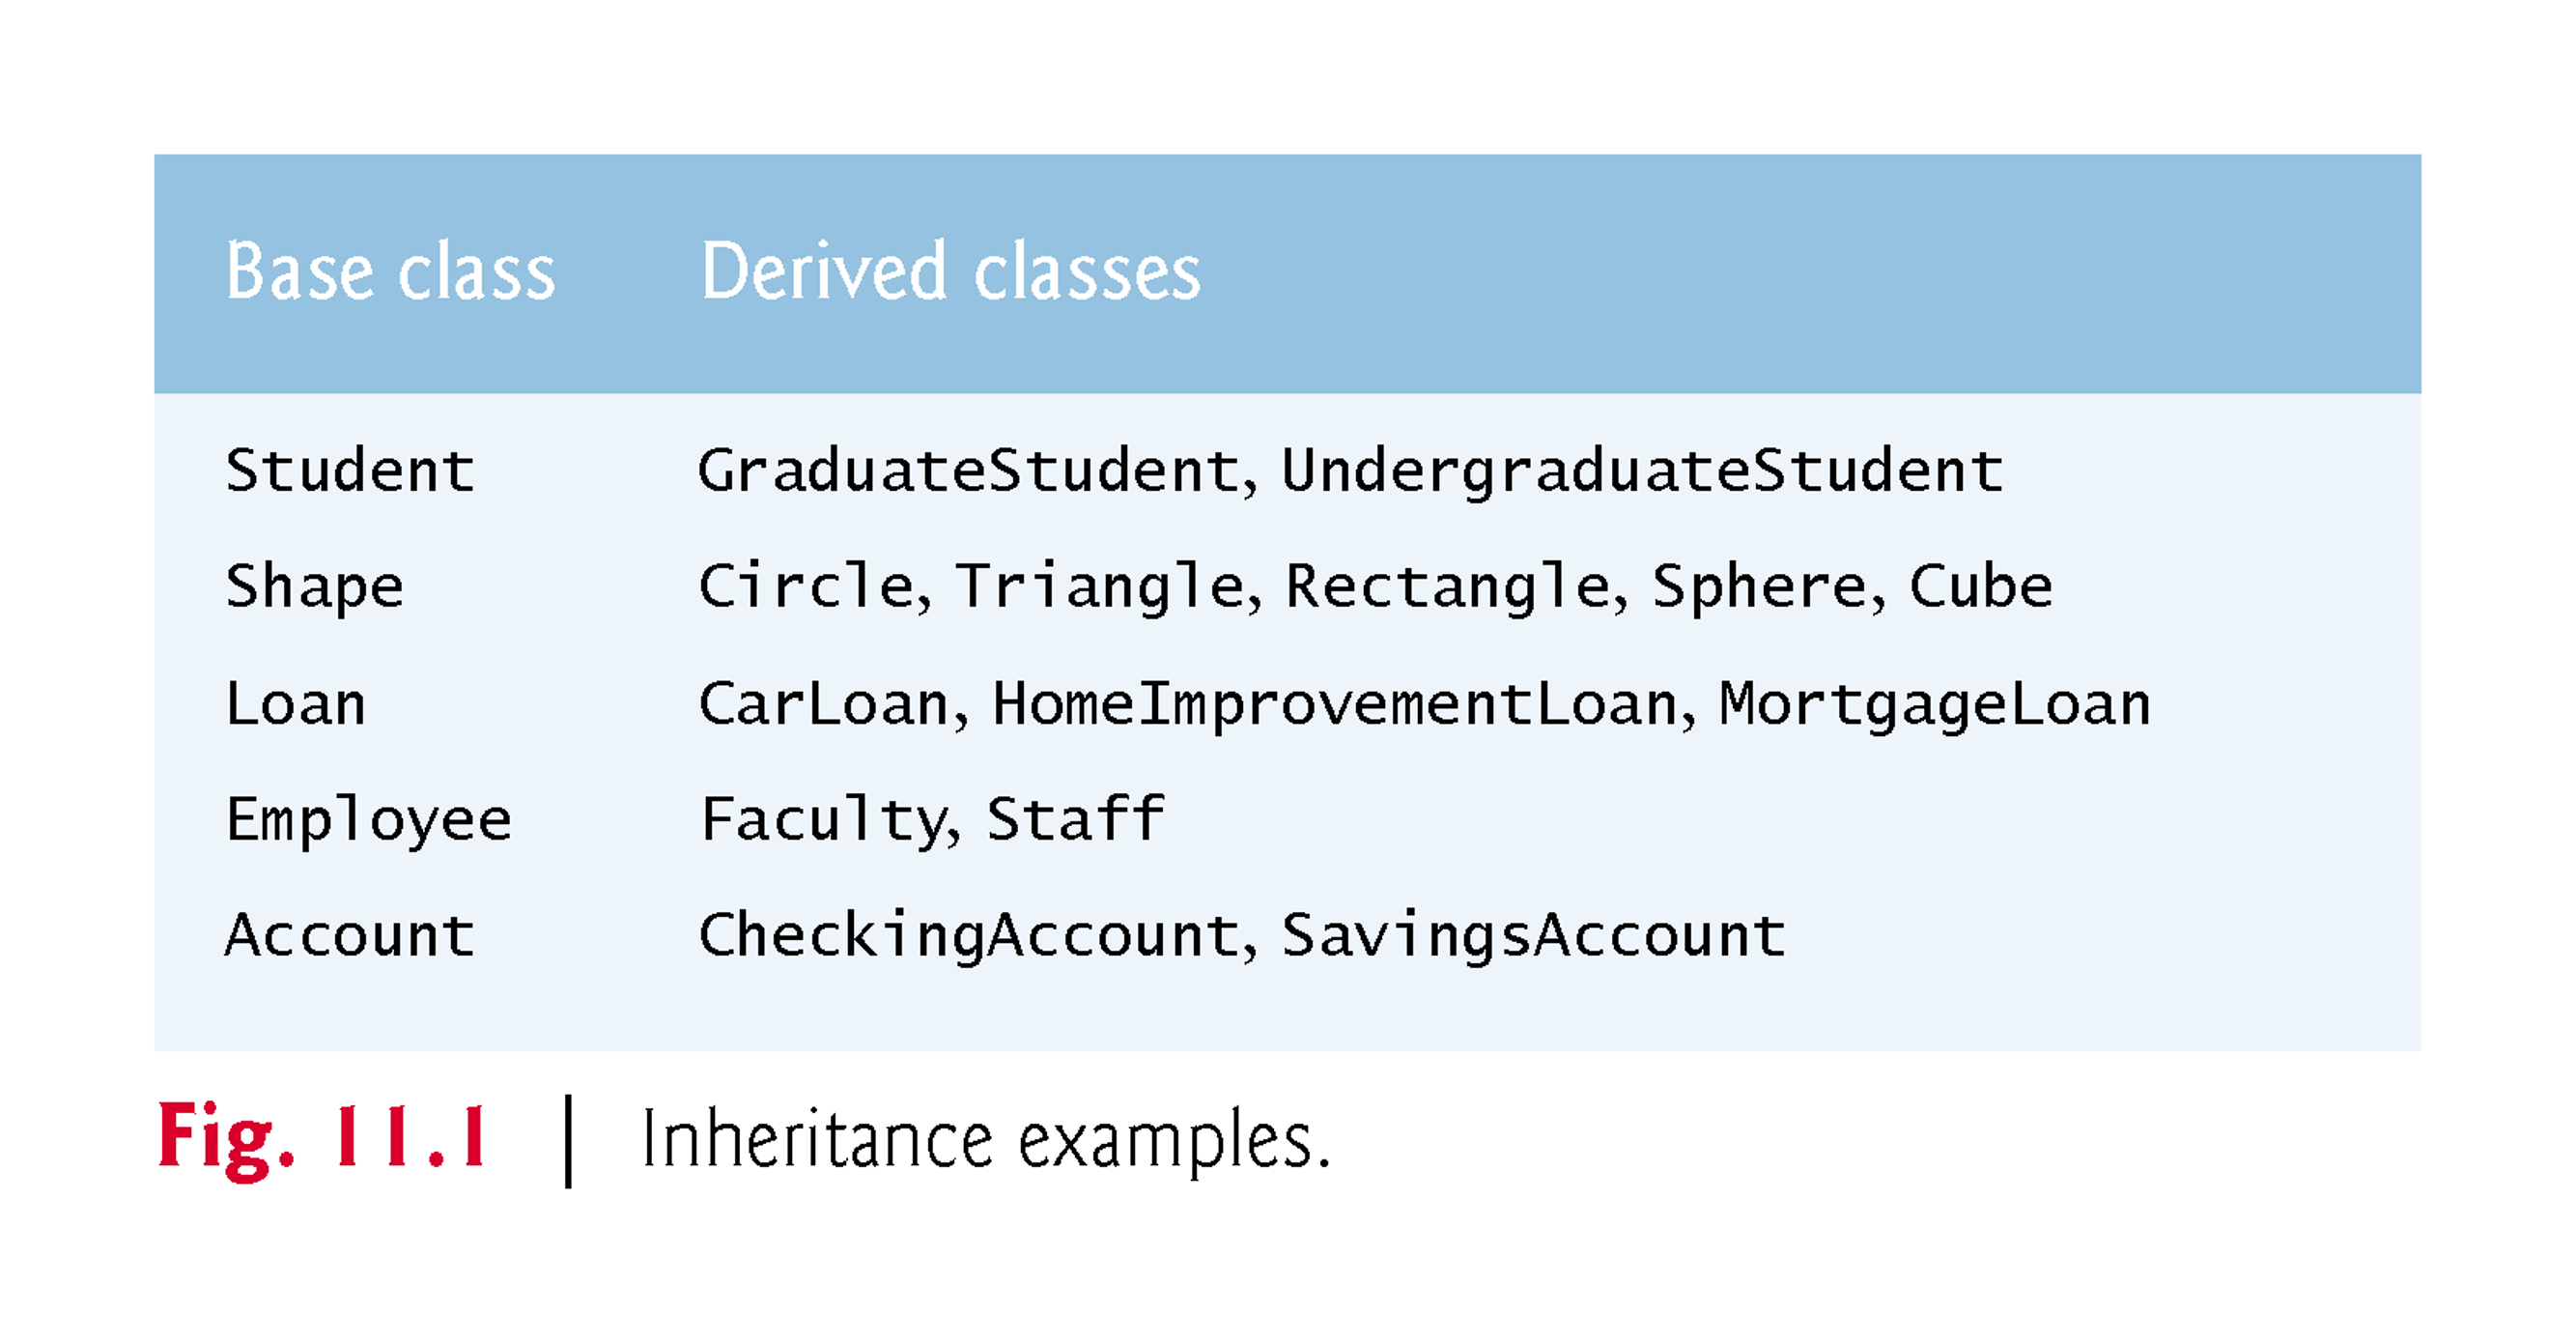 Base class Derived classes
Student GraduateStudent, UndergraduateStudent
Shape Circle, Triangle, Rectangle, Sphere, Cube
Loan CarLoan, HomeImprovementLoan, MortgageLoan
Employee Faculty, Staff
Account CheckingAccount, SavingsAccount
Fig. 11.1 | Inheritance examples.